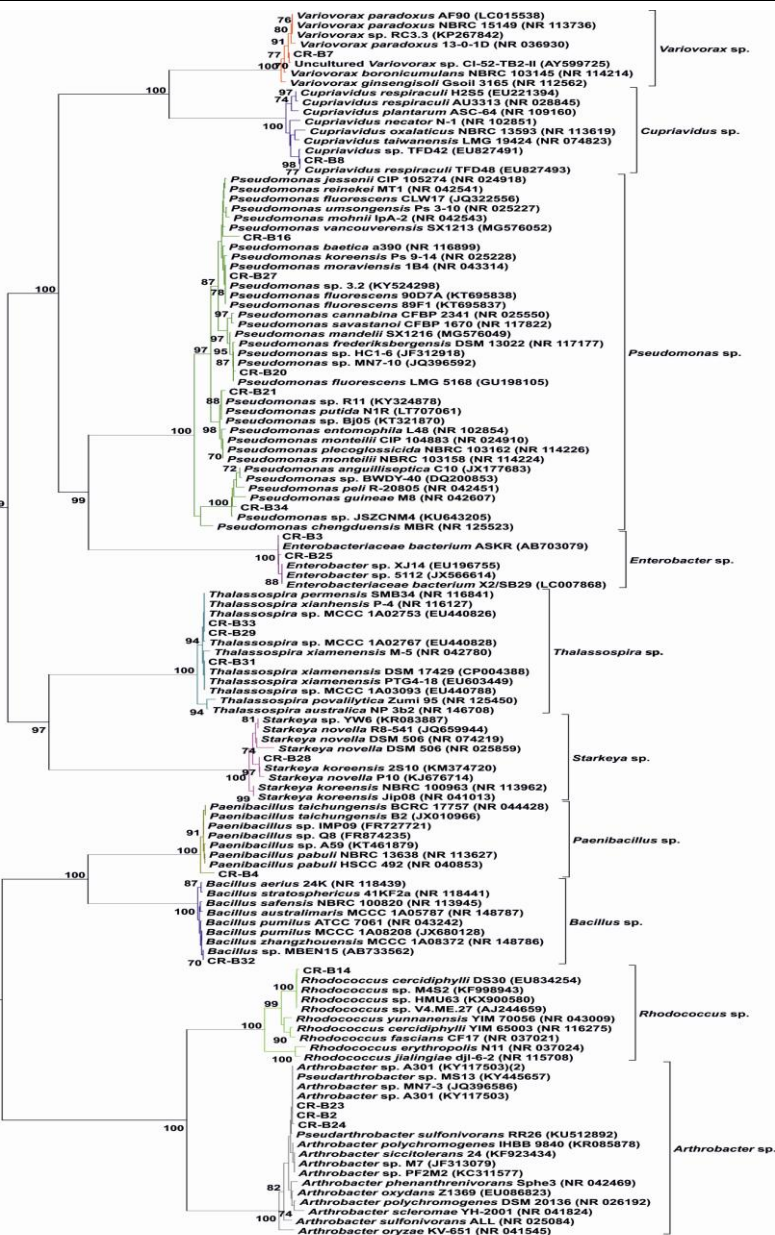 Variovorax paradoxus AF90 (LC015538)
76
Variovorax paradoxus NBRC 15149 (NR 113736)
80
Variovorax sp. RC3.3 (KP267842)
91
Variovorax paradoxus 13-0-1D (NR 036930)
Variovorax sp.
77
CR-B7
100
70
Uncultured Variovorax sp. CI-52-TB2-II (AY599725)
Variovorax boronicumulans NBRC 103145 (NR 114214)
Variovorax ginsengisoli Gsoil 3165 (NR 112562)
100
97
Cupriavidus respiraculi H2S5 (EU221394)
74
Cupriavidus respiraculi AU3313 (NR 028845)
Cupriavidus plantarum ASC-64 (NR 109160)
100
Cupriavidus necator N-1 (NR 102851)
Cupriavidus oxalaticus NBRC 13593 (NR 113619)
Cupriavidus sp.
Cupriavidus taiwanensis LMG 19424 (NR 074823)
Cupriavidus sp. TFD42 (EU827491)
98
CR-B8
77
Cupriavidus respiraculi TFD48 (EU827493)
Pseudomonas jessenii CIP 105274 (NR 024918)
Pseudomonas reinekei MT1 (NR 042541)
Pseudomonas fluorescens CLW17 (JQ322556)
Pseudomonas umsongensis Ps 3-10 (NR 025227)
Pseudomonas mohnii IpA-2 (NR 042543)
Pseudomonas vancouverensis SX1213 (MG576052)
CR-B16
Pseudomonas baetica a390 (NR 116899)
Pseudomonas koreensis Ps 9-14 (NR 025228)
Pseudomonas moraviensis 1B4 (NR 043314)
CR-B27
87
Pseudomonas sp. 3.2 (KY524298)
100
78
Pseudomonas fluorescens 90D7A (KT695838)
Pseudomonas fluorescens 89F1 (KT695837)
97
Pseudomonas cannabina CFBP 2341 (NR 025550)
Pseudomonas savastanoi CFBP 1670 (NR 117822)
97
Pseudomonas mandelii SX1216 (MG576049)
Pseudomonas frederiksbergensis DSM 13022 (NR 117177)
97
95
Pseudomonas sp. HC1-6 (JF312918)
Pseudomonas sp.
87
Pseudomonas sp. MN7-10 (JQ396592)
CR-B20
Pseudomonas fluorescens LMG 5168 (GU198105)
CR-B21
88
Pseudomonas sp. R11 (KY324878)
Pseudomonas putida N1R (LT707061)
Pseudomonas sp. Bj05 (KT321870)
100
98
Pseudomonas entomophila L48 (NR 102854)
Pseudomonas monteilii CIP 104883 (NR 024910)
Pseudomonas plecoglossicida NBRC 103162 (NR 114226)
70
Pseudomonas monteilii NBRC 103158 (NR 114224)
72
Pseudomonas anguilliseptica C10 (JX177683)
Pseudomonas sp. BWDY-40 (DQ200853)
Pseudomonas peli R-20805 (NR 042451)
99
Pseudomonas guineae M8 (NR 042607)
100
CR-B34
Pseudomonas sp. JSZCNM4 (KU643205)
Pseudomonas chengduensis MBR (NR 125523)
CR-B3
Enterobacteriaceae bacterium ASKR (AB703079)
100
CR-B25
Enterobacter sp.
Enterobacter sp. XJ14 (EU196755)
Enterobacter sp. 5112 (JX566614)
88
Enterobacteriaceae bacterium X2/SB29 (LC007868)
Thalassospira permensis SMB34 (NR 116841)
Thalassospira xianhensis P-4 (NR 116127)
Thalassospira sp. MCCC 1A02753 (EU440826)
CR-B33
CR-B29
94
Thalassospira sp. MCCC 1A02767 (EU440828)
Thalassospira xiamenensis M-5 (NR 042780)
Thalassospira sp.
CR-B31
100
Thalassospira xiamenensis DSM 17429 (CP004388)
Thalassospira xiamenensis PTG4-18 (EU603449)
Thalassospira sp. MCCC 1A03093 (EU440788)
Thalassospira povalilytica Zumi 95 (NR 125450)
94
Thalassospira australica NP 3b2 (NR 146708)
97
81
Starkeya sp. YW6 (KR083887)
Starkeya novella R8-541 (JQ659944)
Starkeya novella DSM 506 (NR 074219)
74
Starkeya novella DSM 506 (NR 025859)
CR-B28
Starkeya sp.
97
Starkeya koreensis 2S10 (KM374720)
100
Starkeya novella P10 (KJ676714)
Starkeya koreensis NBRC 100963 (NR 113962)
99
Starkeya koreensis Jip08 (NR 041013)
Paenibacillus taichungensis BCRC 17757 (NR 044428)
Paenibacillus taichungensis B2 (JX010966)
Paenibacillus sp. IMP09 (FR727721)
91
Paenibacillus sp. Q8 (FR874235)
Paenibacillus sp.
Paenibacillus sp. A59 (KT461879)
100
Paenibacillus pabuli NBRC 13638 (NR 113627)
Paenibacillus pabuli HSCC 492 (NR 040853)
CR-B4
100
87
Bacillus aerius 24K (NR 118439)
Bacillus stratosphericus 41KF2a (NR 118441)
Bacillus safensis NBRC 100820 (NR 113945)
100
Bacillus australimaris MCCC 1A05787 (NR 148787)
Bacillus pumilus ATCC 7061 (NR 043242)
Bacillus sp.
Bacillus pumilus MCCC 1A08208 (JX680128)
Bacillus zhangzhouensis MCCC 1A08372 (NR 148786)
Bacillus sp. MBEN15 (AB733562)
70
CR-B32
CR-B14
Rhodococcus cercidiphylli DS30 (EU834254)
100
Rhodococcus sp. M4S2 (KF998943)
99
Rhodococcus sp. HMU63 (KX900580)
Rhodococcus sp. V4.ME.27 (AJ244659)
Rhodococcus sp.
100
Rhodococcus yunnanensis YIM 70056 (NR 043009)
Rhodococcus cercidiphylli YIM 65003 (NR 116275)
90
Rhodococcus fascians CF17 (NR 037021)
Rhodococcus erythropolis N11 (NR 037024)
100
Rhodococcus jialingiae djl-6-2 (NR 115708)
Arthrobacter sp. A301 (KY117503)(2)
Pseudarthrobacter sp. MS13 (KY445657)
Arthrobacter sp. MN7-3 (JQ396586)
Arthrobacter sp. A301 (KY117503)
CR-B23
CR-B2
100
CR-B24
Pseudarthrobacter sulfonivorans RR26 (KU512892)
Arthrobacter polychromogenes IHBB 9840 (KR085878)
Arthrobacter sp.
Arthrobacter siccitolerans 24 (KF923434)
Arthrobacter sp. M7 (JF313079)
Arthrobacter sp. PF2M2 (KC311577)
Arthrobacter phenanthrenivorans Sphe3 (NR 042469)
82
Arthrobacter oxydans Z1369 (EU086823)
Arthrobacter polychromogenes DSM 20136 (NR 026192)
74
Arthrobacter scleromae YH-2001 (NR 041824)
100
Arthrobacter sulfonivorans ALL (NR 025084)
Arthrobacter oryzae KV-651 (NR 041545)